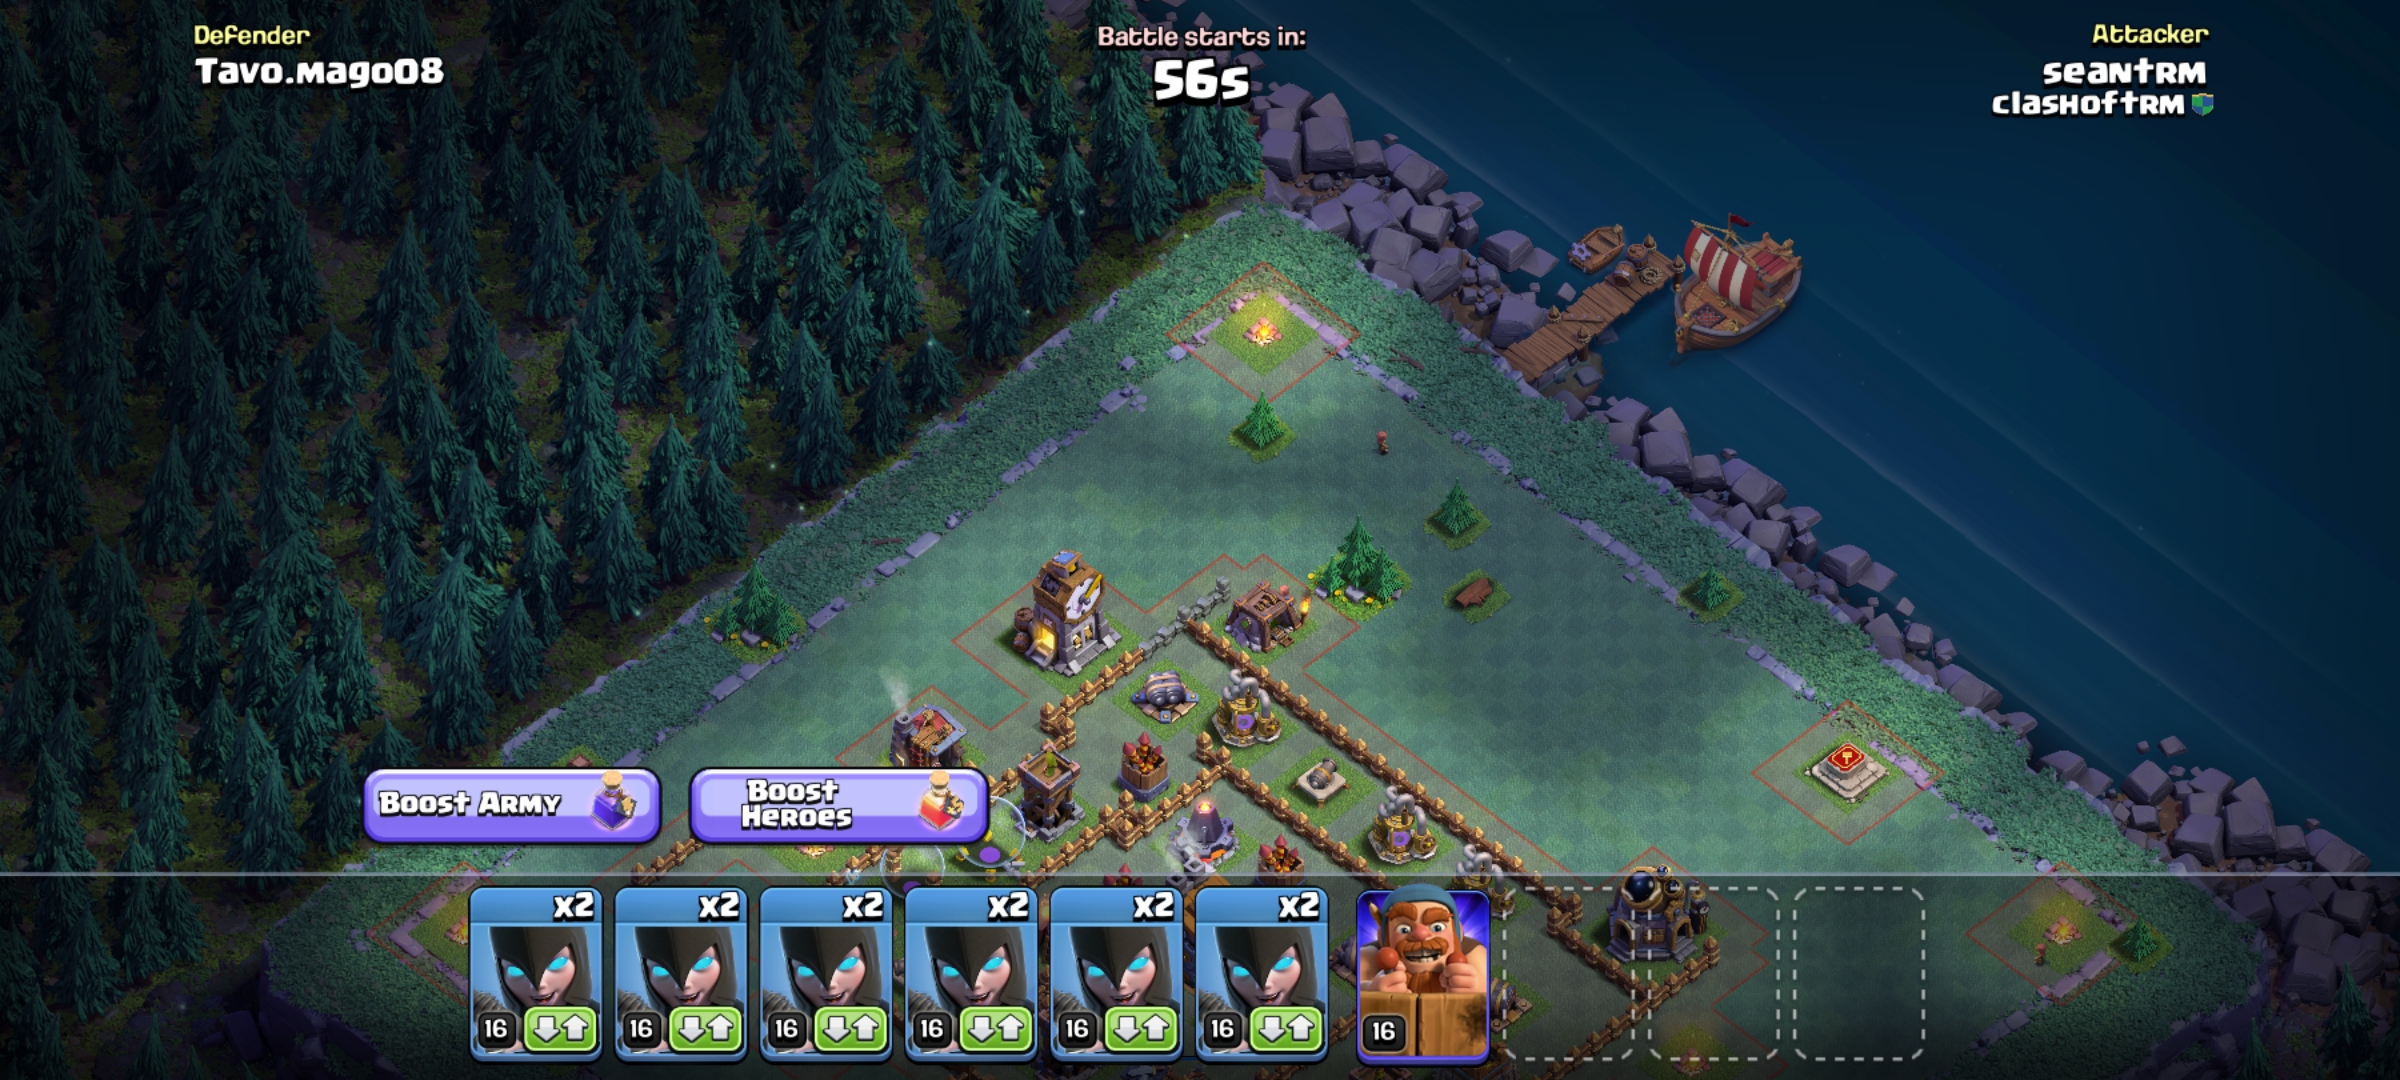 Defender
Tavo.mago08
Battle starts in:
56s
Attacker
seantRM
clashoftRM
Boost Army
Boost
Heroes
x2
x2
x2
x2
x2
x2
16
16
16
16
16
16
16